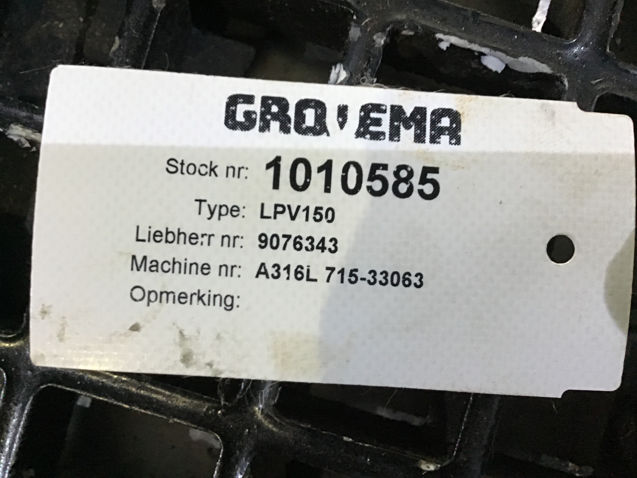 GROVEMA
Stock nr: 1010585
Type: LPV150
Liebherr nr: 9076343
Machine nr: A316L 715-33063
Opmerking: